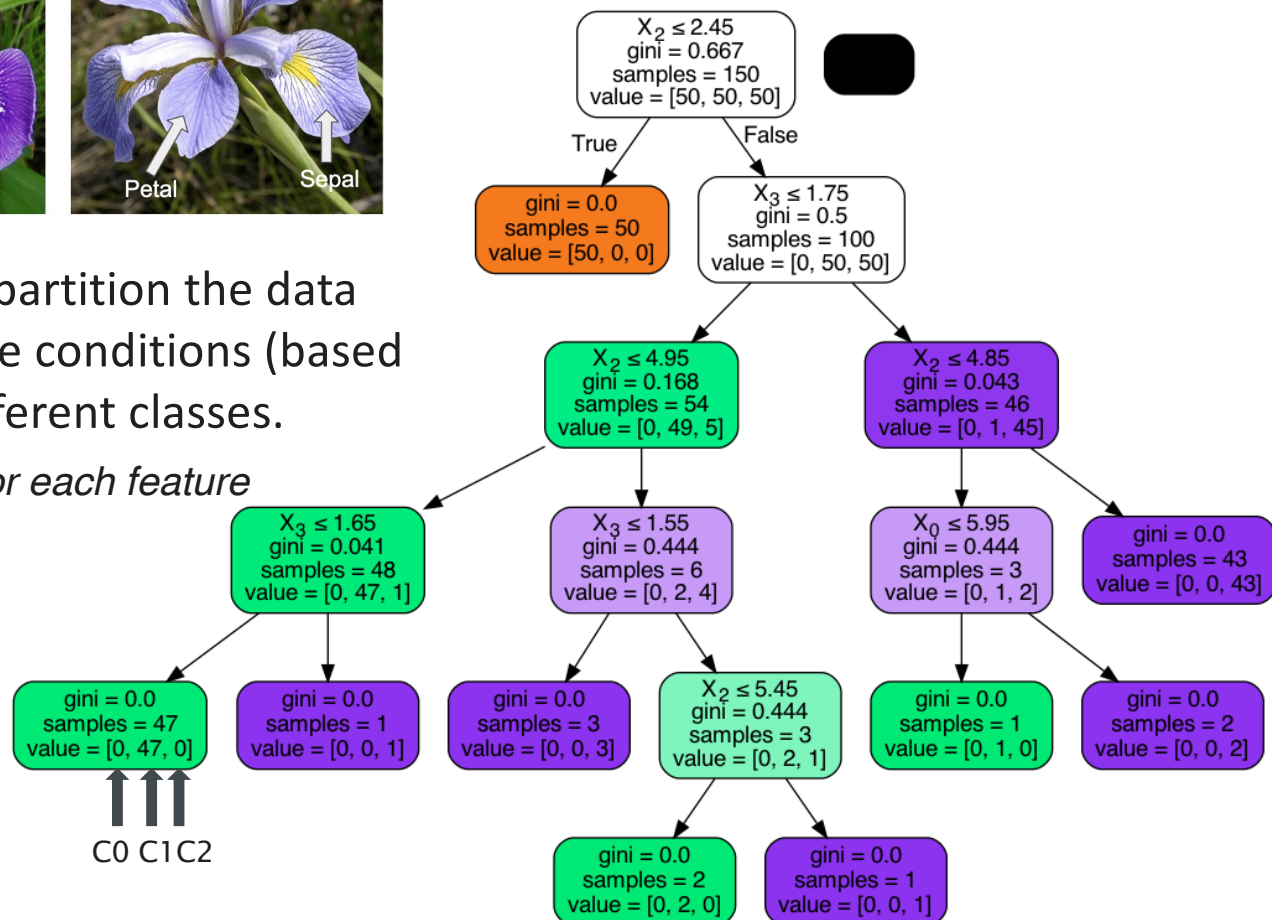 Petal
Sepal
partition the data
e conditions (based
ferent classes.
or each feature
X2 ≤ 2.45
gini = 0.667
samples = 150
value = [50, 50, 50]
True
False
gini = 0.0
samples = 50
value = [50, 0, 0]
X3 ≤ 1.75
gini = 0.5
samples = 100
value = [0, 50, 50]
X2 ≤ 4.95
gini = 0.168
samples = 54
value = [0, 49, 5]
X2 ≤ 4.85
gini = 0.043
samples = 46
value = [0, 1, 45]
X3 ≤ 1.65
gini = 0.041
samples = 48
value = [0, 47, 1]
X3 ≤ 1.55
gini = 0.444
samples = 6
value = [0, 2, 4]
X0 ≤ 5.95
gini = 0.444
samples = 3
value = [0, 1, 2]
gini = 0.0
samples = 43
value = [0, 0, 43]
gini = 0.0
samples = 47
value = [0, 47, 0]
gini = 0.0
samples = 1
value = [0, 0, 1]
gini = 0.0
samples = 3
value = [0, 0, 3]
X2 ≤ 5.45
gini = 0.444
samples = 3
value = [0, 2, 1]
gini = 0.0
samples = 1
value = [0, 1, 0]
gini = 0.0
samples = 2
value = [0, 0, 2]
C0 C1C2
gini = 0.0
samples = 2
value = [0, 2, 0]
gini = 0.0
samples = 1
value = [0, 0, 1]